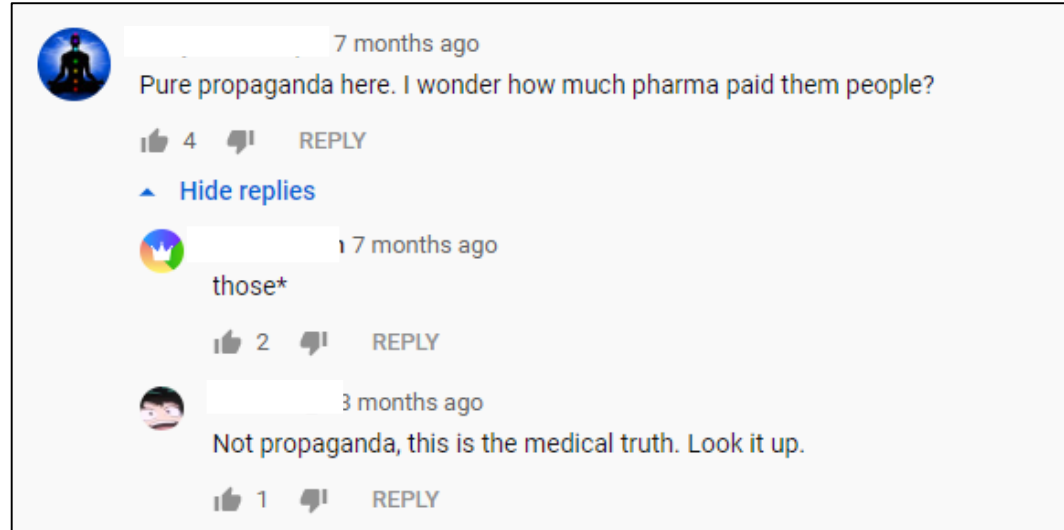 7 months ago
Pure propaganda here. I wonder how much pharma paid them people?
4 REPLY
Hide replies
7 months ago
those*
2 REPLY
3 months ago
Not propaganda, this is the medical truth. Look it up.
1 REPLY